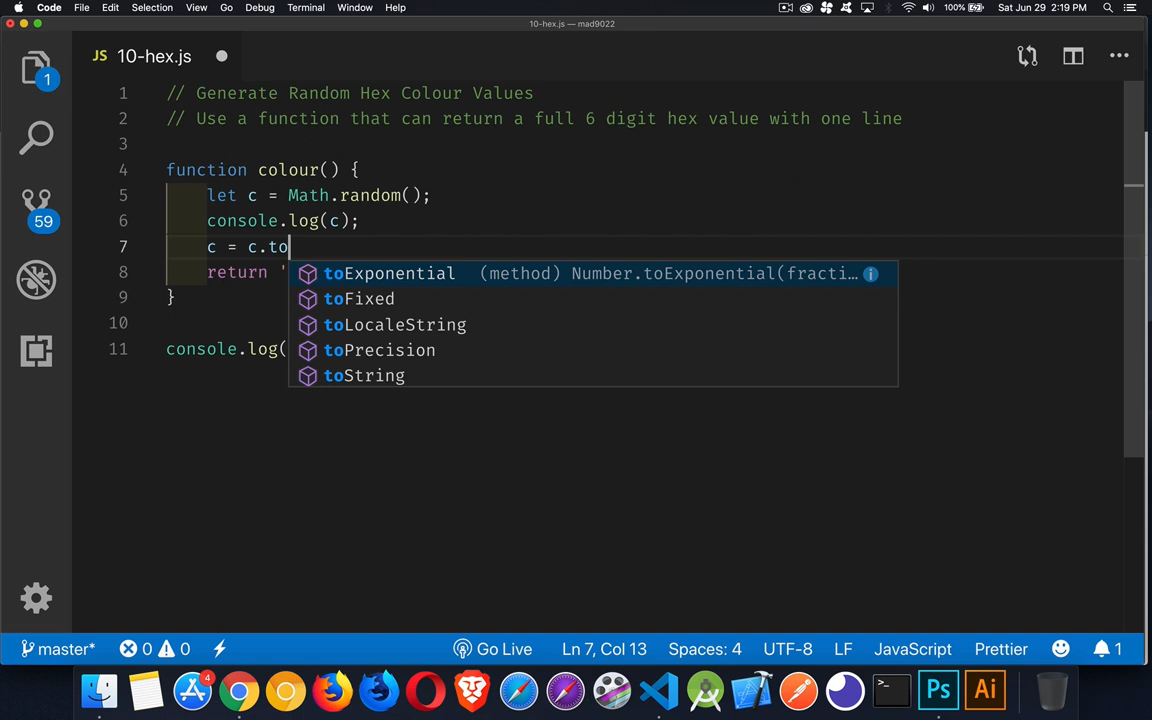 Code File Edit Selection View Go Debug Terminal Window Help 100% Sat Jun 29 2:19 PM
10-hex.js — mad9022
JS 10-hex.js
1
59
1 // Generate Random Hex Colour Values
2 // Use a function that can return a full 6 digit hex value with one line
3
4 function colour() {
5 let c = Math.random();
6 console.log(c);
7 c = c.to
toExponential (method) Number.toExponential(fracti…
8 return '
toFixed
9 }
10 toLocaleString
11 console.log(
toPrecision
toString
master* 0 0 Go Live Ln 7, Col 13 Spaces: 4 UTF-8 LF JavaScript Prettier 1
4
>_
Ps
Ai